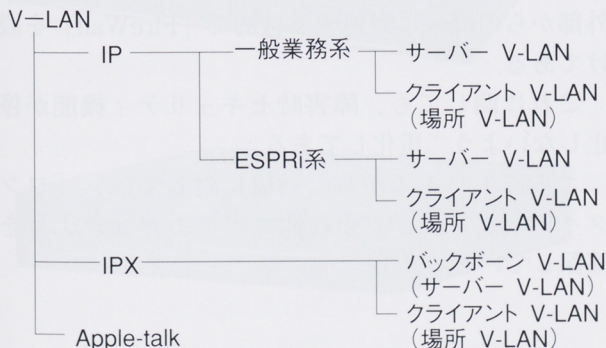 V－LAN
IP
一般業務系
サーバー V-LAN
クライアント V-LAN
（場所 V-LAN）
ESPRi系
サーバー V-LAN
クライアント V-LAN
（場所 V-LAN）
IPX
バックボーン V-LAN
（サーバー V-LAN）
クライアント V-LAN
（場所 V-LAN）
Apple-talk